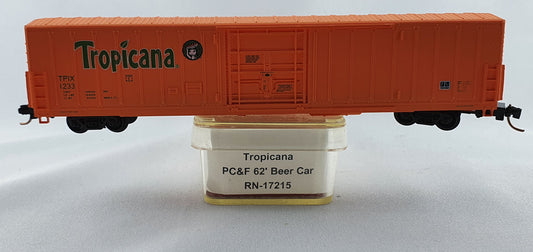 Tropicana
TPIX
1233
Tropicana
PC&F 62' Beer Car
RN-17215